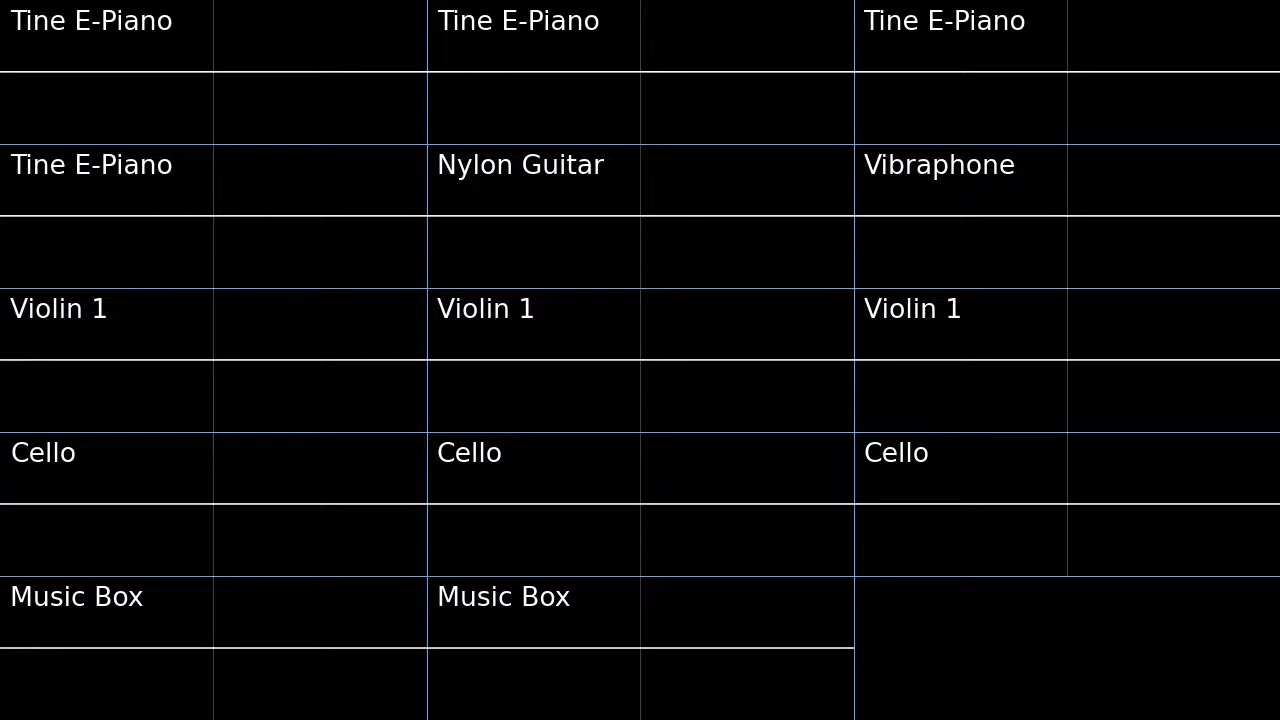 Tine E-Piano
Tine E-Piano
Tine E-Piano
Tine E-Piano
Nylon Guitar
Vibraphone
Violin 1
Violin 1
Violin 1
Cello
Cello
Cello
Music Box
Music Box